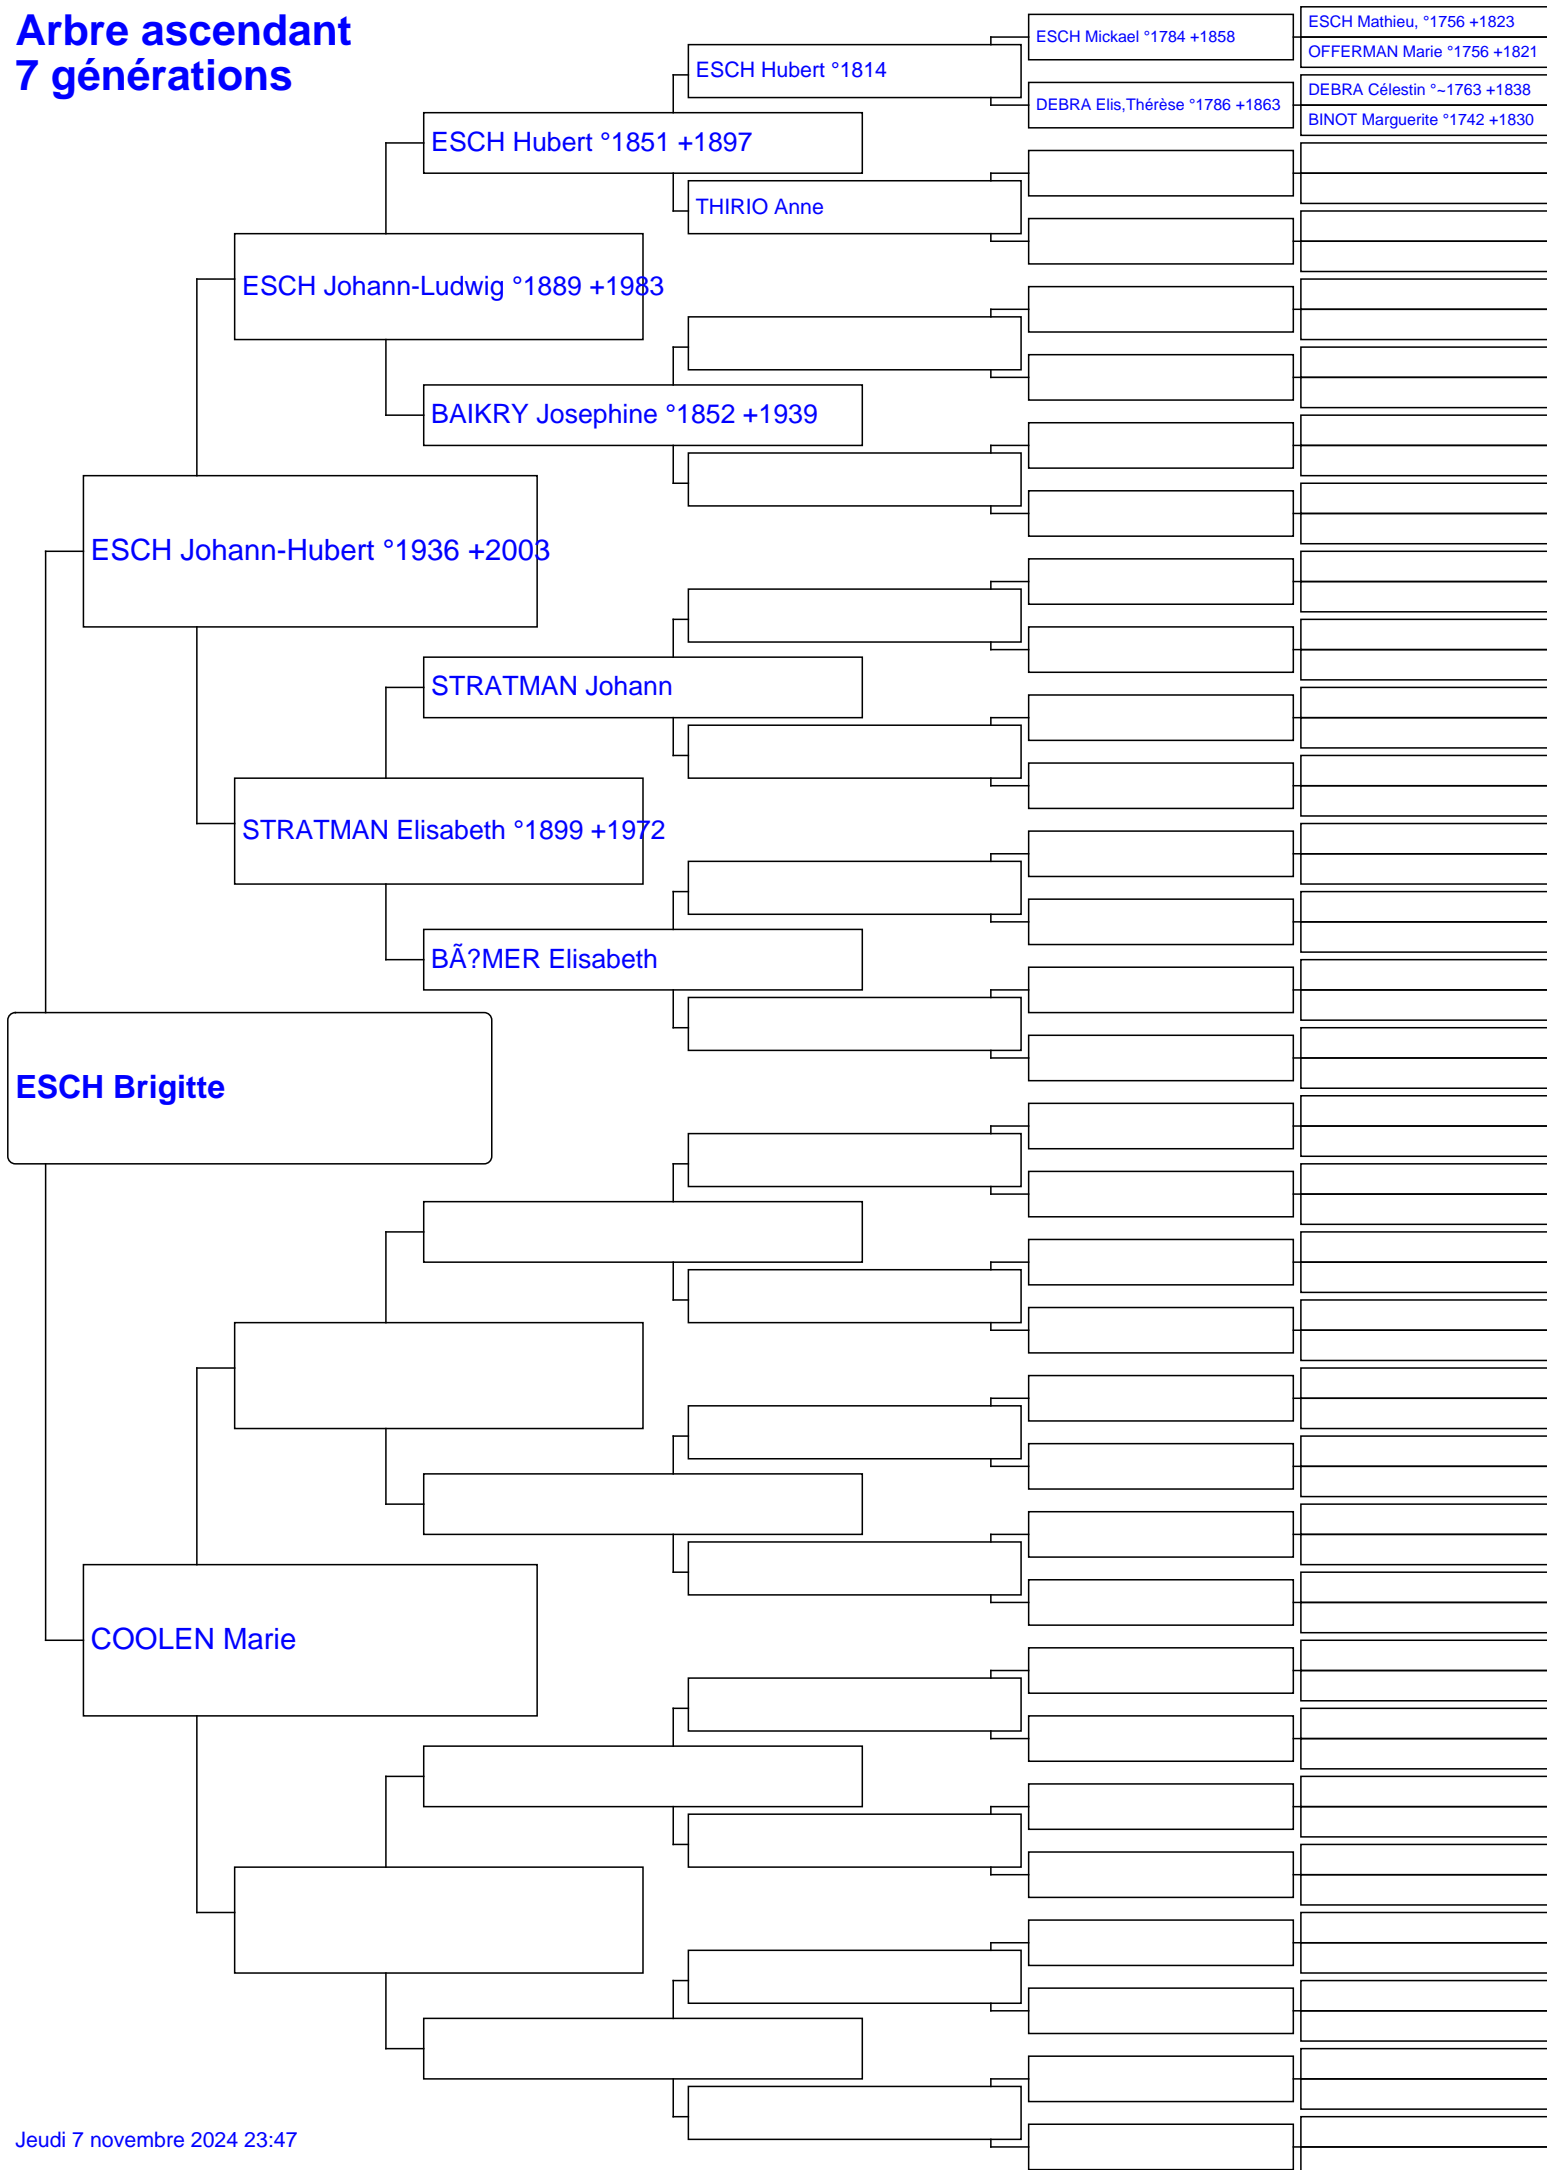 Arbre ascendant
7 générations
ESCH Mickael °1784 +1858
ESCH Mathieu, °1756 +1823
OFFERMAN Marie °1756 +1821
ESCH Hubert °1814
DEBRA Elis,Thérèse °1786 +1863
DEBRA Célestin °~1763 +1838
BINOT Marguerite °1742 +1830
ESCH Hubert °1851 +1897
THIRIO Anne
ESCH Johann-Ludwig °1889 +1983
BAIKRY Josephine °1852 +1939
ESCH Johann-Hubert °1936 +2003
STRATMAN Johann
STRATMAN Elisabeth °1899 +1972
BÃ?MER Elisabeth
ESCH Brigitte
COOLEN Marie
Jeudi 7 novembre 2024 23:47